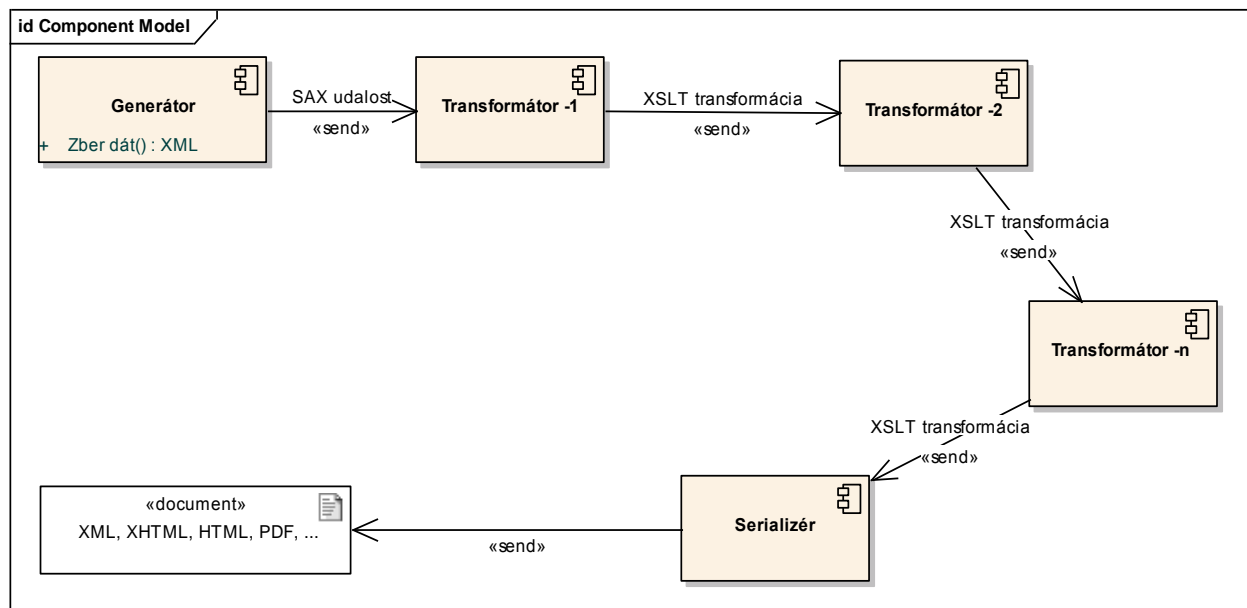 id Component Model
Generátor
+ Zber dát() : XML
SAX udalost
«send»
Transformátor -1
XSLT transformácia
«send»
Transformátor -2
XSLT transformácia
«send»
Transformátor -n
XSLT transformácia
«send»
Serializér
«send»
«document»
XML, XHTML, HTML, PDF, ...